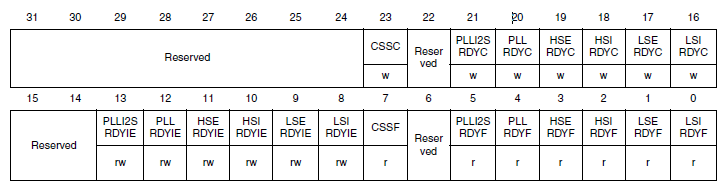 31 30 29 28 27 26 25 24 23 22 21 20 19 18 17 16
Reserved CSSC Reser ved PLLI2S RDYC PLL RDYC HSE RDYC HSI RDYC LSE RDYC LSI RDYC
w w w w w w w
15 14 13 12 11 10 9 8 7 6 5 4 3 2 1 0
Reserved PLLI2S RDYIE PLL RDYIE HSE RDYIE HSI RDYIE LSE RDYIE LSI RDYIE CSSF Reser ved PLLI2S RDYF PLL RDYF HSE RDYF HSI RDYF LSE RDYF LSI RDYF
rw rw rw rw rw rw r r r r r r r